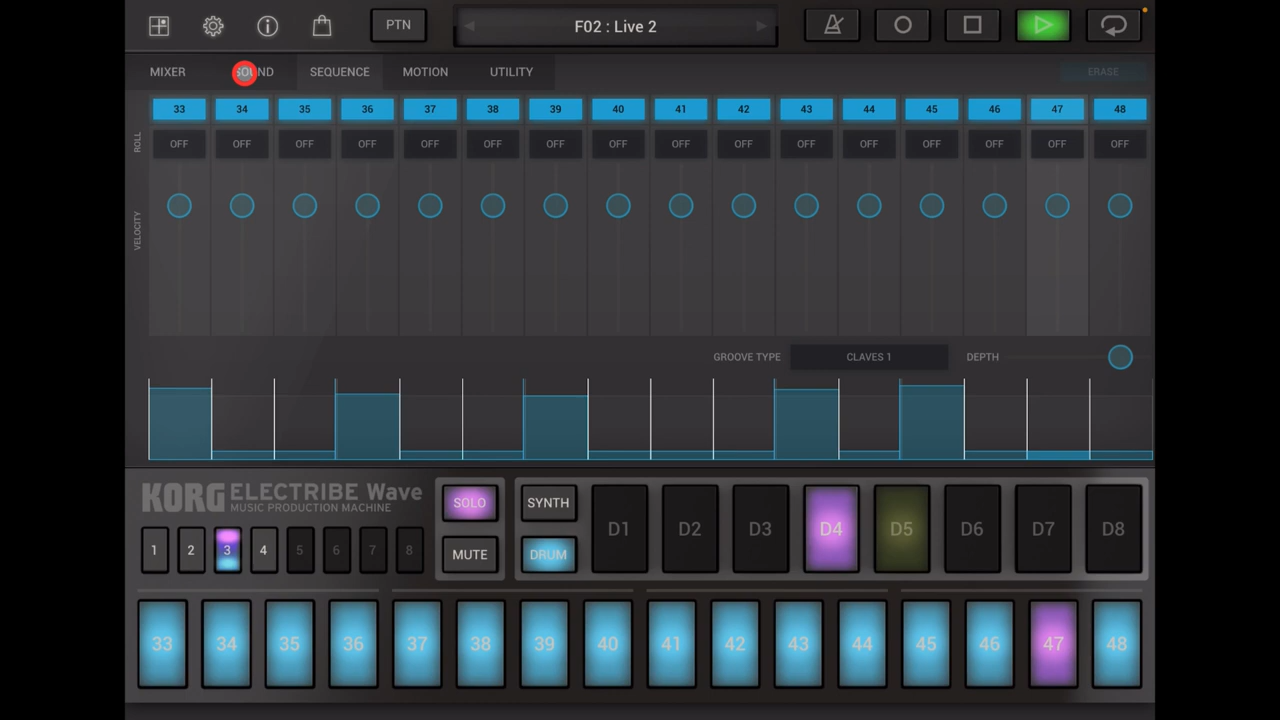 PTN
F02 : Live 2
MIXER SOUND SEQUENCE MOTION UTILITY ERASE
33 34 35 36 37 38 39 40 41 42 43 44 45 46 47 48
ROLL
OFF OFF OFF OFF OFF OFF OFF OFF OFF OFF OFF OFF OFF OFF OFF OFF
VELOCITY
GROOVE TYPE CLAVES 1 DEPTH
KORG ELECTRIBE Wave
MUSIC PRODUCTION MACHINE
1 2 3 4 5 6 7 8
SOLO
MUTE
SYNTH
DRUM
D1 D2 D3 D4 D5 D6 D7 D8
33 34 35 36 37 38 39 40 41 42 43 44 45 46 47 48